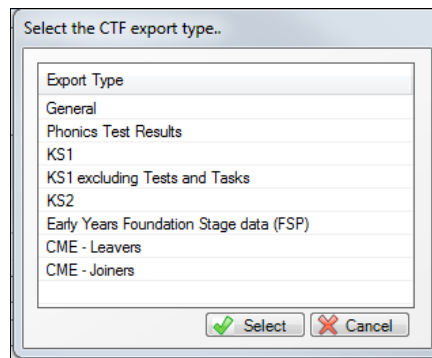 Select the CTF export type..
Export Type
General
Phonics Test Results
KS1
KS1 excluding Tests and Tasks
KS2
Early Years Foundation Stage data (FSP)
CME - Leavers
CME - Joiners
Select Cancel